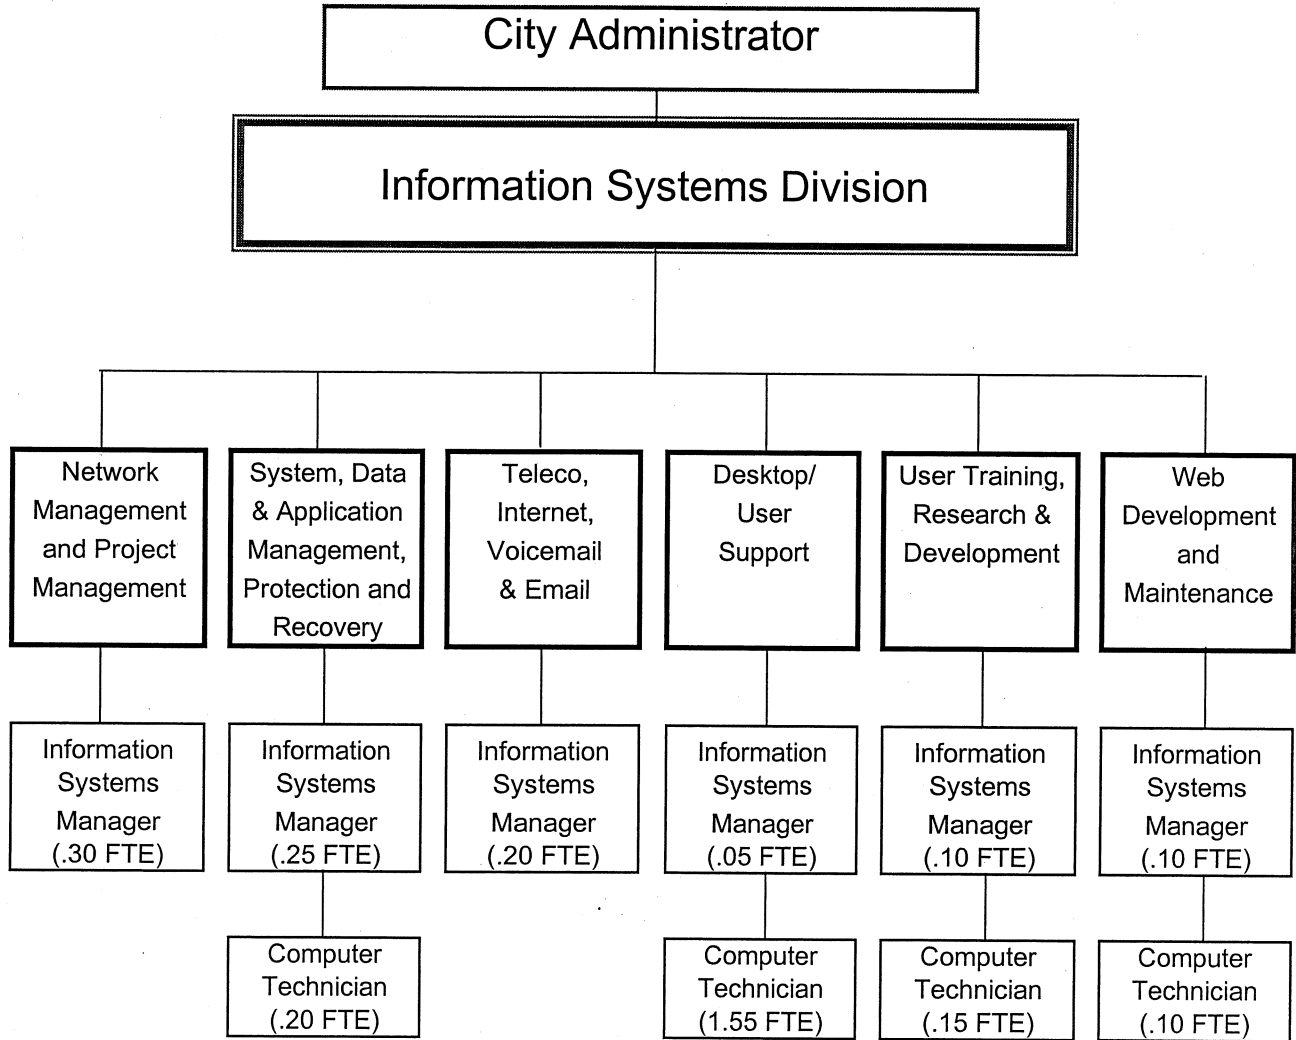 City Administrator
Information Systems Division
Network
Management
and Project
Management
System, Data
& Application
Management,
Protection and
Recovery
Teleco,
Internet,
Voicemail
& Email
Desktop/
User
Support
User Training,
Research &
Development
Web
Development
and
Maintenance
Information
Systems
Manager
(.30 FTE)
Information
Systems
Manager
(.25 FTE)
Information
Systems
Manager
(.20 FTE)
Information
Systems
Manager
(.05 FTE)
Information
Systems
Manager
(.10 FTE)
Information
Systems
Manager
(.10 FTE)
Computer
Technician
(.20 FTE)
Computer
Technician
(1.55 FTE)
Computer
Technician
(.15 FTE)
Computer
Technician
(.10 FTE)